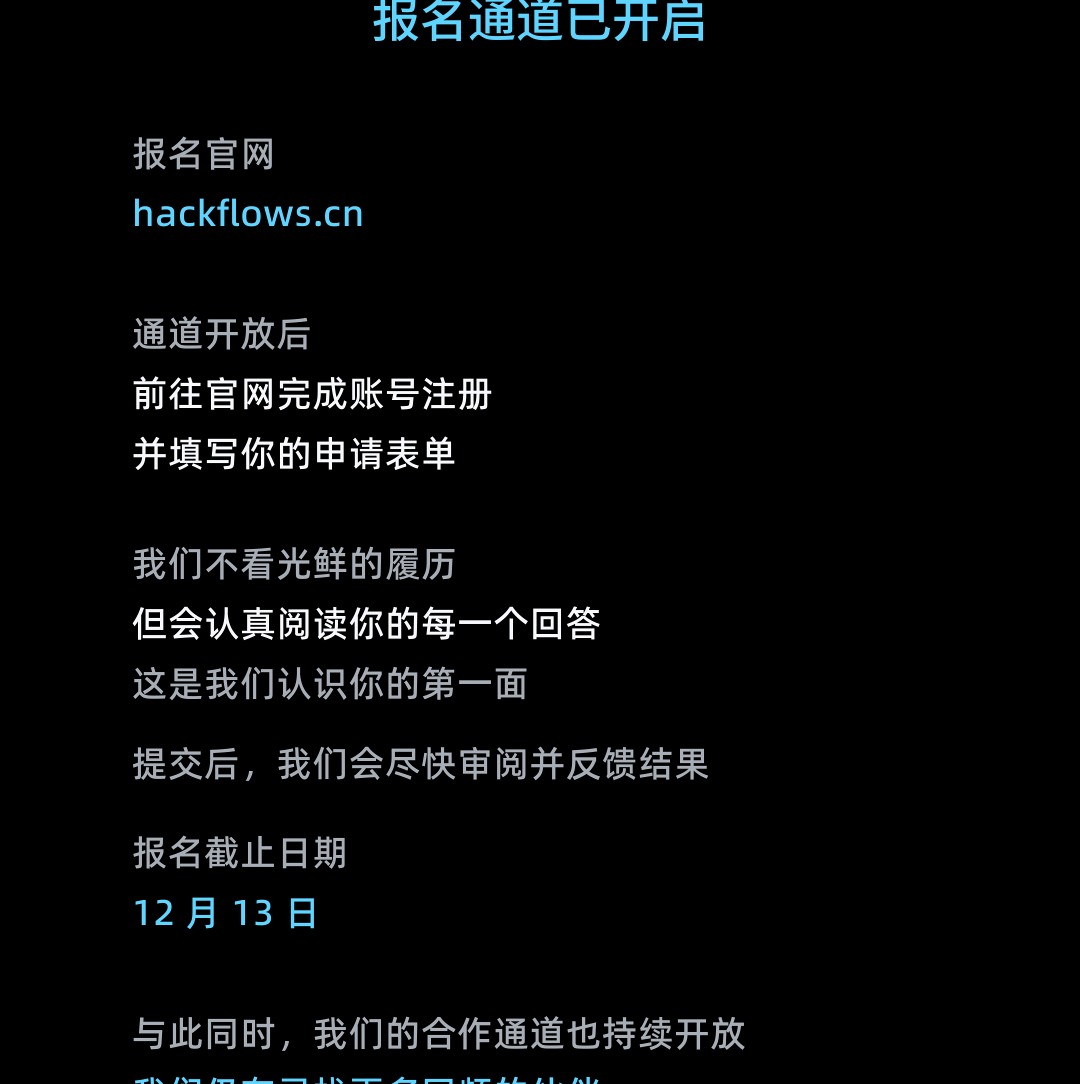 报名通道已开启
报名官网
hackflows.cn
通道开放后
前往官网完成账号注册
并填写你的申请表单
我们不看光鲜的履历
但会认真阅读你的每一个回答
这是我们认识你的第一面
提交后，我们会尽快审阅并反馈结果
报名截止日期
12 月 13 日
与此同时，我们的合作通道也持续开放